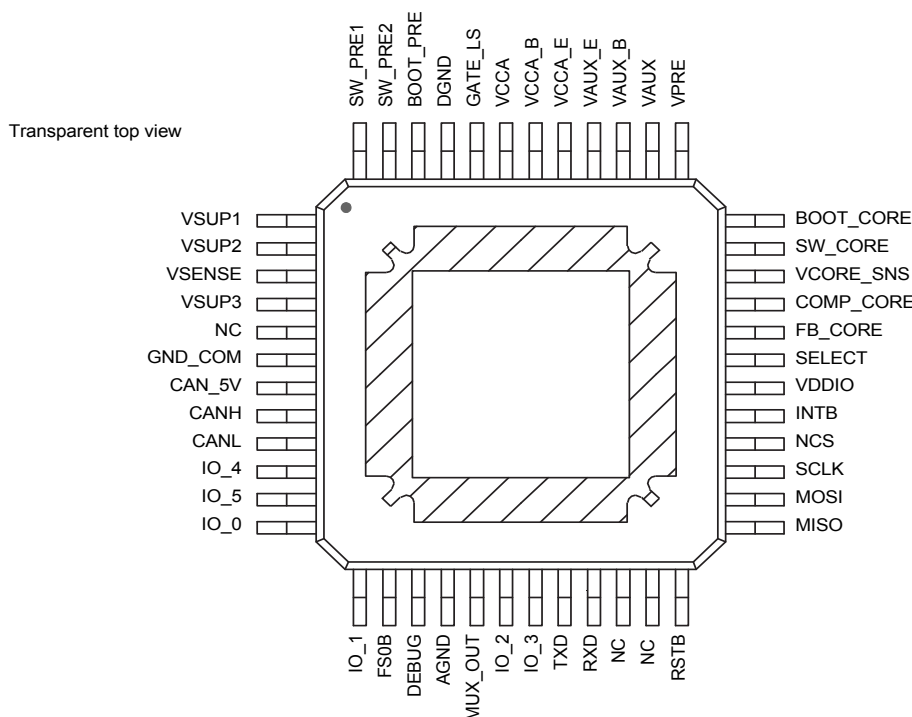 Transparent top view
SW_PRE1
SW_PRE2
BOOT_PRE
DGND
GATE_LS
VCCA
VCCA_B
VCCA_E
VAUX_E
VAUX_B
VAUX
VPRE
VSUP1
VSUP2
VSENSE
VSUP3
NC
GND_COM
CAN_5V
CANH
CANL
IO_4
IO_5
IO_0
BOOT_CORE
SW_CORE
VCORE_SNS
COMP_CORE
FB_CORE
SELECT
VDDIO
INTB
NCS
SCLK
MOSI
MISO
IO_1
FS0B
DEBUG
AGND
MUX_OUT
IO_2
IO_3
TXD
RXD
NC
NC
RSTB